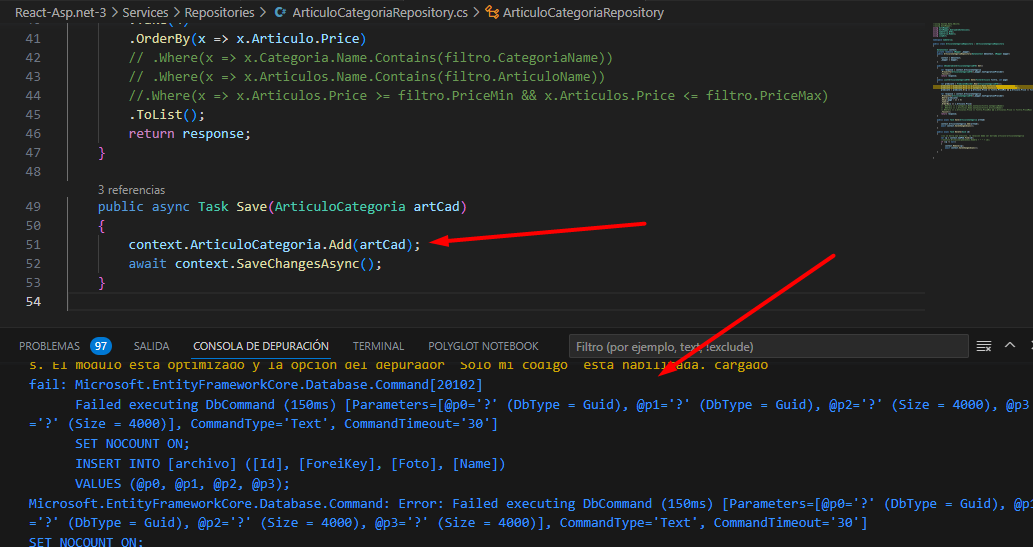 React-Asp.net-3 > Services > Repositories > ArticuloCategoriaRepository.cs > ArticuloCategoriaRepository
41 .OrderBy(x => x.Articulo.Price)
42 // .Where(x => x.Categoria.Name.Contains(filtro.CategoriaName))
43 // .Where(x => x.Articulos.Name.Contains(filtro.ArticuloName))
44 //.Where(x => x.Articulos.Price >= filtro.PriceMin && x.Articulos.Price <= filtro.PriceMax)
45 .ToList();
46 return response;
47 }
48
3 referencias
49 public async Task Save(ArticuloCategoria artCad)
50 {
51 context.ArticuloCategoria.Add(artCad);
52 await context.SaveChangesAsync();
53 }
54
PROBLEMAS 97 SALIDA CONSOLA DE DEPURACIÓN TERMINAL POLYGLOT NOTEBOOK Filtro (por ejemplo, text, !exclude)
s. El módulo está optimizado y la opción del depurador "Sólo mi código" está habilitada. cargado
fail: Microsoft.EntityFrameworkCore.Database.Command[20102]
Failed executing DbCommand (150ms) [Parameters=[@p0='?' (DbType = Guid), @p1='?' (DbType = Guid), @p2='?' (Size = 4000), @p3
='?' (Size = 4000)], CommandType='Text', CommandTimeout='30']
SET NOCOUNT ON;
INSERT INTO [archivo] ([Id], [ForeiKey], [Foto], [Name])
VALUES (@p0, @p1, @p2, @p3);
Microsoft.EntityFrameworkCore.Database.Command: Error: Failed executing DbCommand (150ms) [Parameters=[@p0='?' (DbType = Guid), @p1
='?' (DbType = Guid), @p2='?' (Size = 4000), @p3='?' (Size = 4000)], CommandType='Text', CommandTimeout='30']
SET NOCOUNT ON;